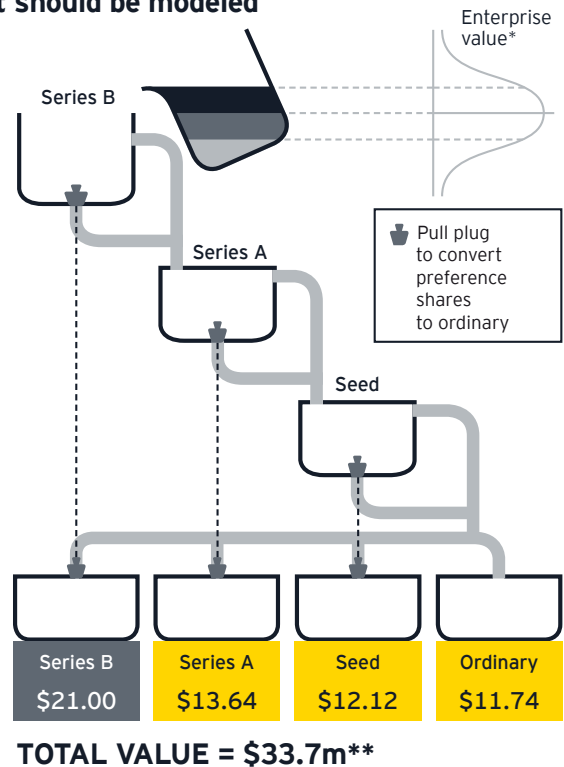 t should be modeled
Enterprise
value*
Series B
Pull plug
to convert
preference
shares
to ordinary
Series A
Seed
Series B
$21.00
Series A
$13.64
Seed
$12.12
Ordinary
$11.74
TOTAL VALUE = $33.7m**